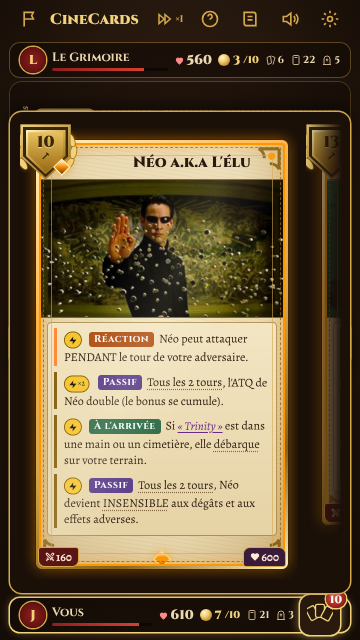 CineCards ×1
L Le Grimoire 560 3/10 6 22 5
10
13
Néo a.k.a L'élu
Réaction Néo peut attaquer
PENDANT le tour de votre adversaire.
×2 Passif Tous les 2 tours, l'ATQ de
Néo double (le bonus se cumule).
À l'arrivée Si « Trinity » est dans
une main ou un cimetière, elle débarque
sur votre terrain.
Passif Tous les 2 tours, Néo
devient INSENSIBLE aux dégâts et aux
effets adverses.
160 600
J Vous 610 7/10 21 3 10